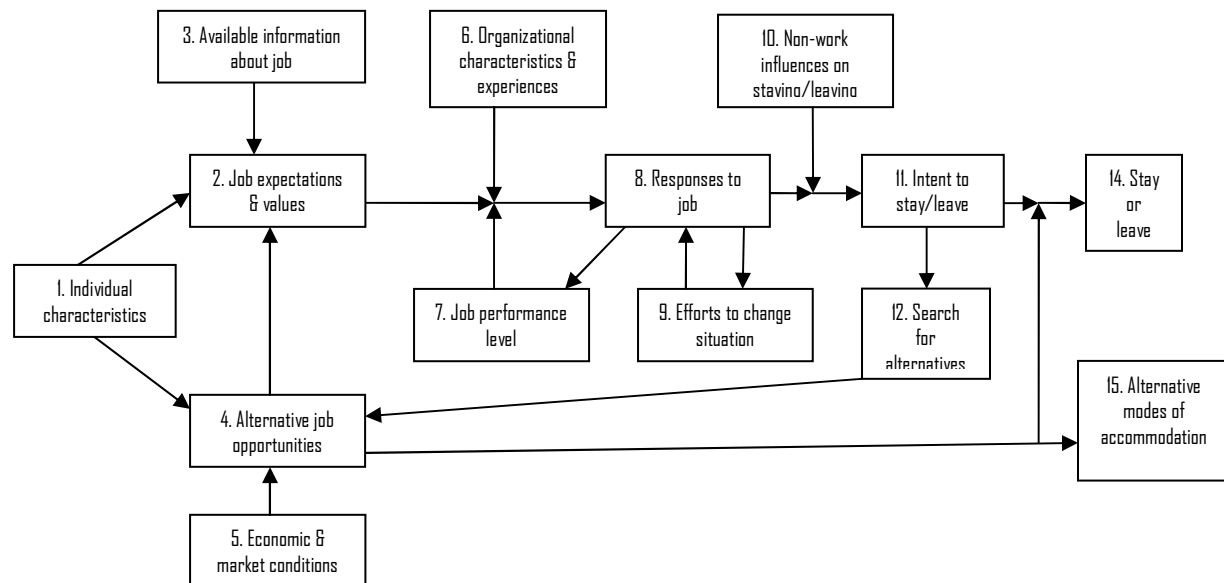 3. Available information
about job
6. Organizational
characteristics &
experiences
10. Non-work
influences on
stavino/leavino
2. Job expectations
& values
8. Responses to
job
11. Intent to
stay/leave
14. Stay
or
leave
1. Individual
characteristics
7. Job performance
level
9. Efforts to change
situation
12. Search
for
alternatives
4. Alternative job
opportunities
15. Alternative
modes of
accommodation
5. Economic &
market conditions